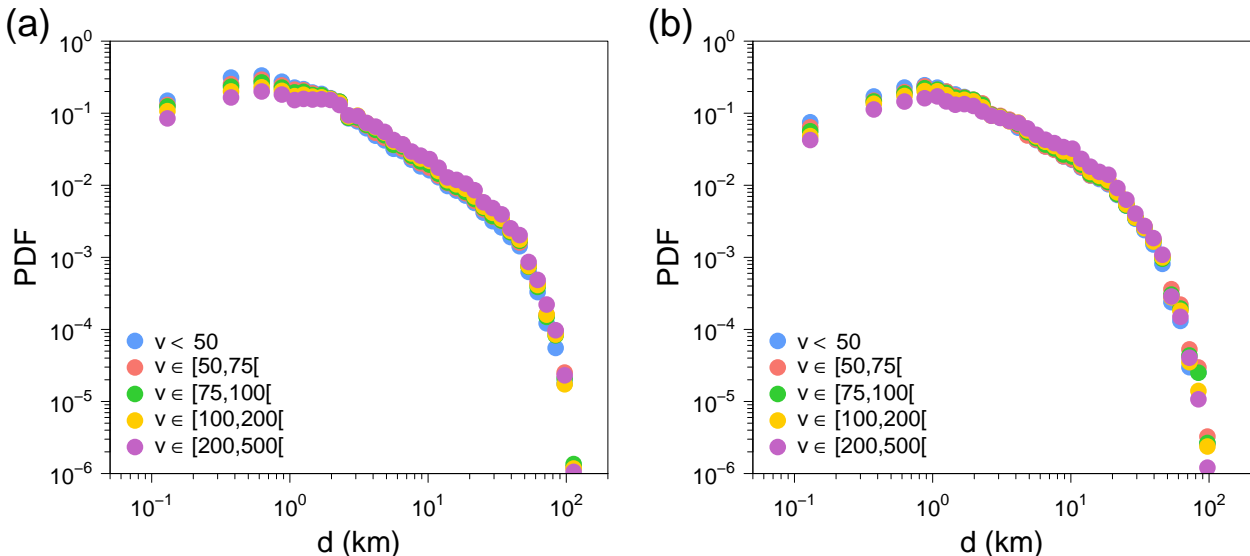 (a)
PDF
10⁰
10⁻¹
10⁻²
10⁻³
10⁻⁴
10⁻⁵
10⁻⁶
v < 50
v ∈ [50,75[
v ∈ [75,100[
v ∈ [100,200[
v ∈ [200,500[
10⁻¹ 10⁰ 10¹ 10²
d (km)
(b)
PDF
10⁰
10⁻¹
10⁻²
10⁻³
10⁻⁴
10⁻⁵
10⁻⁶
v < 50
v ∈ [50,75[
v ∈ [75,100[
v ∈ [100,200[
v ∈ [200,500[
10⁻¹ 10⁰ 10¹ 10²
d (km)